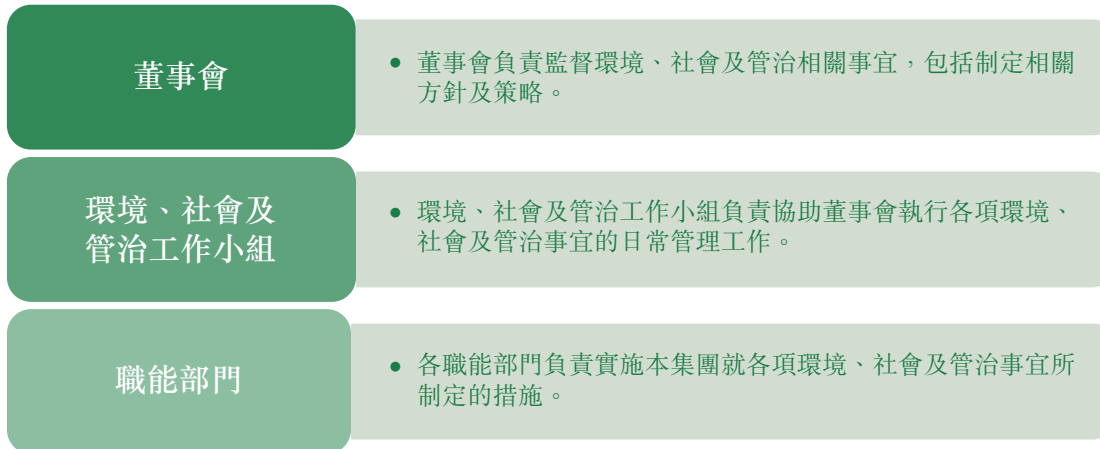 董事會
• 董事會負責監督環境、社會及管治相關事宜，包括制定相關
方針及策略。
環境、社會及
管治工作小組
• 環境、社會及管治工作小組負責協助董事會執行各項環境、
社會及管治事宜的日常管理工作。
職能部門
• 各職能部門負責實施本集團就各項環境、社會及管治事宜所
制定的措施。